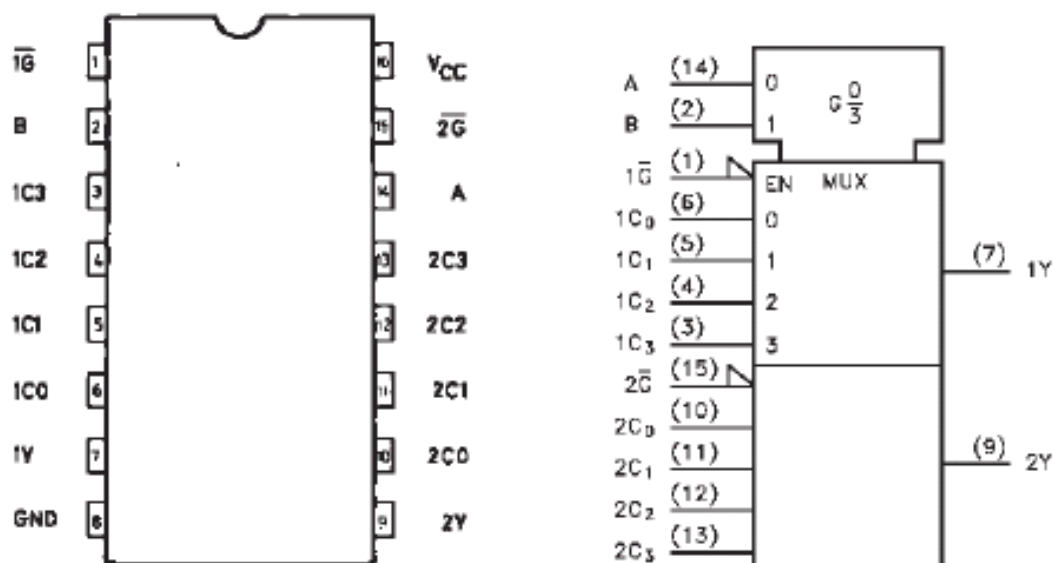 1G̅ 1 16 VCC
B 2 15 2G̅
1C3 3 14 A
1C2 4 13 2C3
1C1 5 12 2C2
1C0 6 11 2C1
1Y 7 10 2C0
GND 8 9 2Y
A (14) 0 G 0/3
B (2) 1
1G̅ (1) EN MUX
1C0 (6) 0
1C1 (5) 1
1C2 (4) 2
1C3 (3) 3
(7) 1Y
2G̅ (15)
2C0 (10)
2C1 (11)
2C2 (12)
2C3 (13)
(9) 2Y